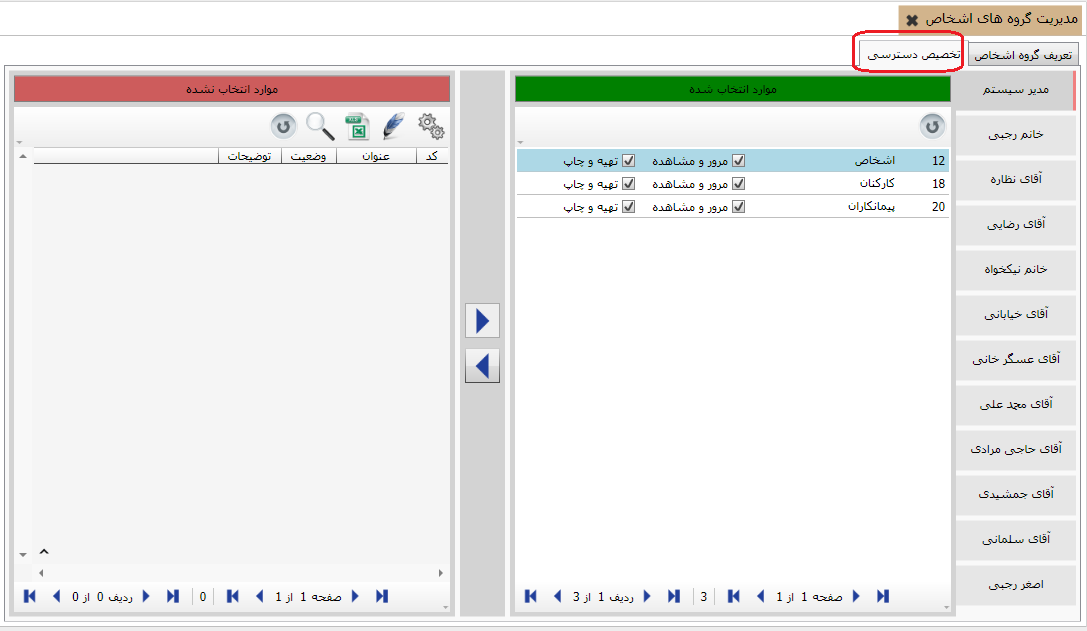 مدیریت گروه های اشخاص
تعریف گروه اشخاص
تخصیص دسترسی
مدیر سیستم
خانم رجبی
آقای نظاره
آقای رضایی
خانم نیکخواه
آقای خیابانی
آقای عسگر خانی
آقای محمد علی
آقای حاجی مرادی
آقای جمشیدی
آقای سلمانی
اصغر رجبی
موارد انتخاب شده
12 اشخاص مرور و مشاهده تهیه و چاپ
18 کارکنان مرور و مشاهده تهیه و چاپ
20 پیمانکاران مرور و مشاهده تهیه و چاپ
صفحه 1 از 1
3
ردیف 1 از 3
موارد انتخاب نشده
کد عنوان وضعیت توضیحات
صفحه 1 از 1
0
ردیف 0 از 0